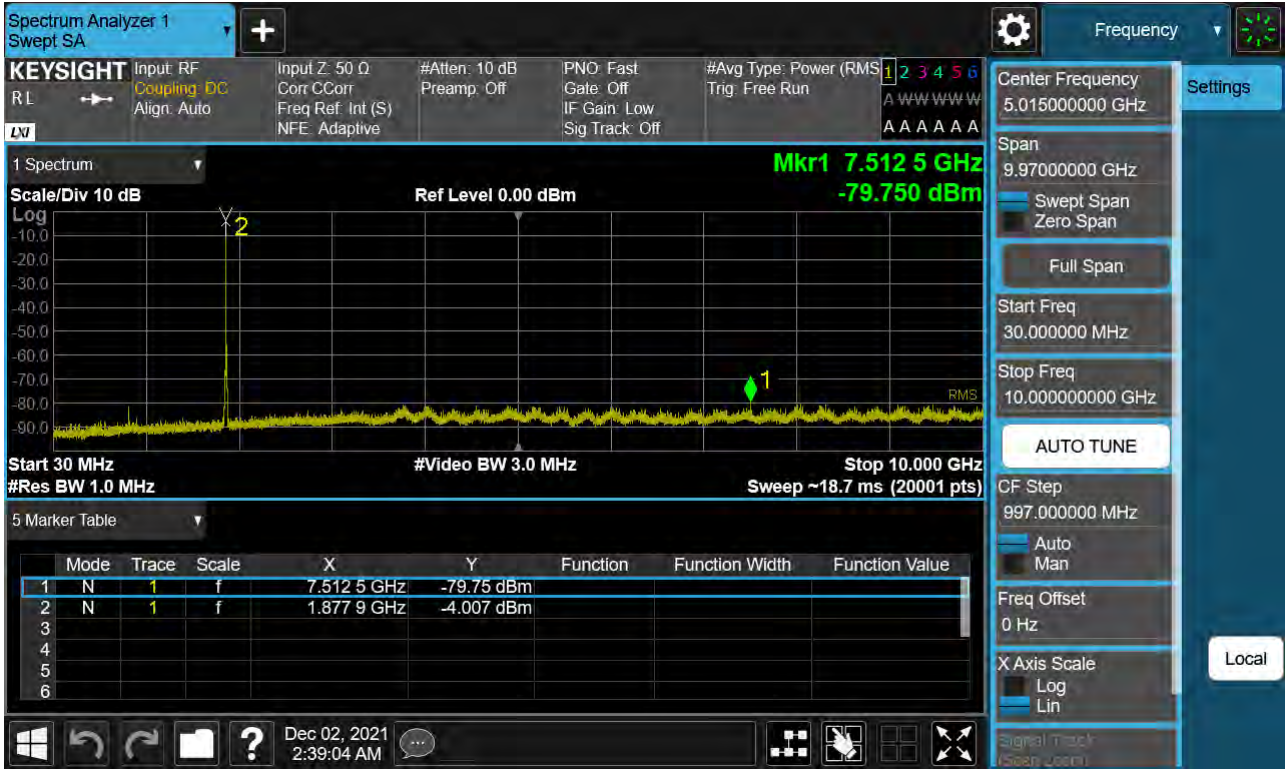 Spectrum Analyzer 1
Swept SA
Frequency
KEYSIGHT
RL
LXI
Input: RF
Coupling: DC
Align: Auto
Input Z: 50 Ω
Corr CCorr
Freq Ref: Int (S)
NFE: Adaptive
#Atten: 10 dB
Preamp: Off
PNO: Fast
Gate: Off
IF Gain: Low
Sig Track: Off
#Avg Type: Power (RMS
Trig: Free Run
1 2 3 4 5 6
A W W W W W
A A A A A A
1 Spectrum
Scale/Div 10 dB
Ref Level 0.00 dBm
Mkr1 7.512 5 GHz
-79.750 dBm
Log
-10.0
-20.0
-30.0
-40.0
-50.0
-60.0
-70.0
-80.0
-90.0
2
1
RMS
Start 30 MHz
#Video BW 3.0 MHz
Stop 10.000 GHz
#Res BW 1.0 MHz
Sweep ~18.7 ms (20001 pts)
5 Marker Table
Mode Trace Scale X Y Function Function Width Function Value
1 N 1 f 7.512 5 GHz -79.75 dBm
2 N 1 f 1.877 9 GHz -4.007 dBm
3
4
5
6
Dec 02, 2021
2:39:04 AM
Center Frequency
5.015000000 GHz
Span
9.97000000 GHz
Swept Span
Zero Span
Full Span
Start Freq
30.000000 MHz
Stop Freq
10.000000000 GHz
AUTO TUNE
CF Step
997.000000 MHz
Auto
Man
Freq Offset
0 Hz
X Axis Scale
Log
Lin
Signal Track
(Span Zoom)
Settings
Local